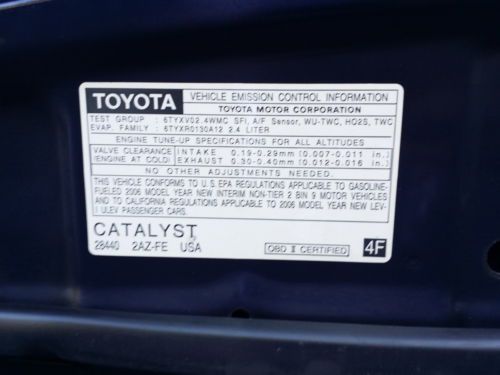 TOYOTA VEHICLE EMISSION CONTROL INFORMATION
TOYOTA MOTOR CORPORATION
TEST GROUP : 6TYXV02.4WMC SFI, A/F Sensor, WU-TWC, HO2S, TWC
EVAP. FAMILY : 6TYXR0130A12 2.4 LITER
ENGINE TUNE-UP SPECIFICATIONS FOR ALL ALTITUDES
VALVE CLEARANCE INTAKE 0.19-0.29mm (0.007-0.011 in.)
(ENGINE AT COLD) EXHAUST 0.30-0.40mm (0.012-0.016 in.)
NO OTHER ADJUSTMENTS NEEDED.
THIS VEHICLE CONFORMS TO U.S. EPA REGULATIONS APPLICABLE TO GASOLINE-
FUELED 2006 MODEL YEAR NEW INTERIM NON-TIER 2 BIN 9 MOTOR VEHICLES
AND TO CALIFORNIA REGULATIONS APPLICABLE TO 2006 MODEL YEAR NEW LEV-
1 ULEV PASSENGER CARS.
CATALYST
28440 2AZ-FE USA OBD II CERTIFIED 4F